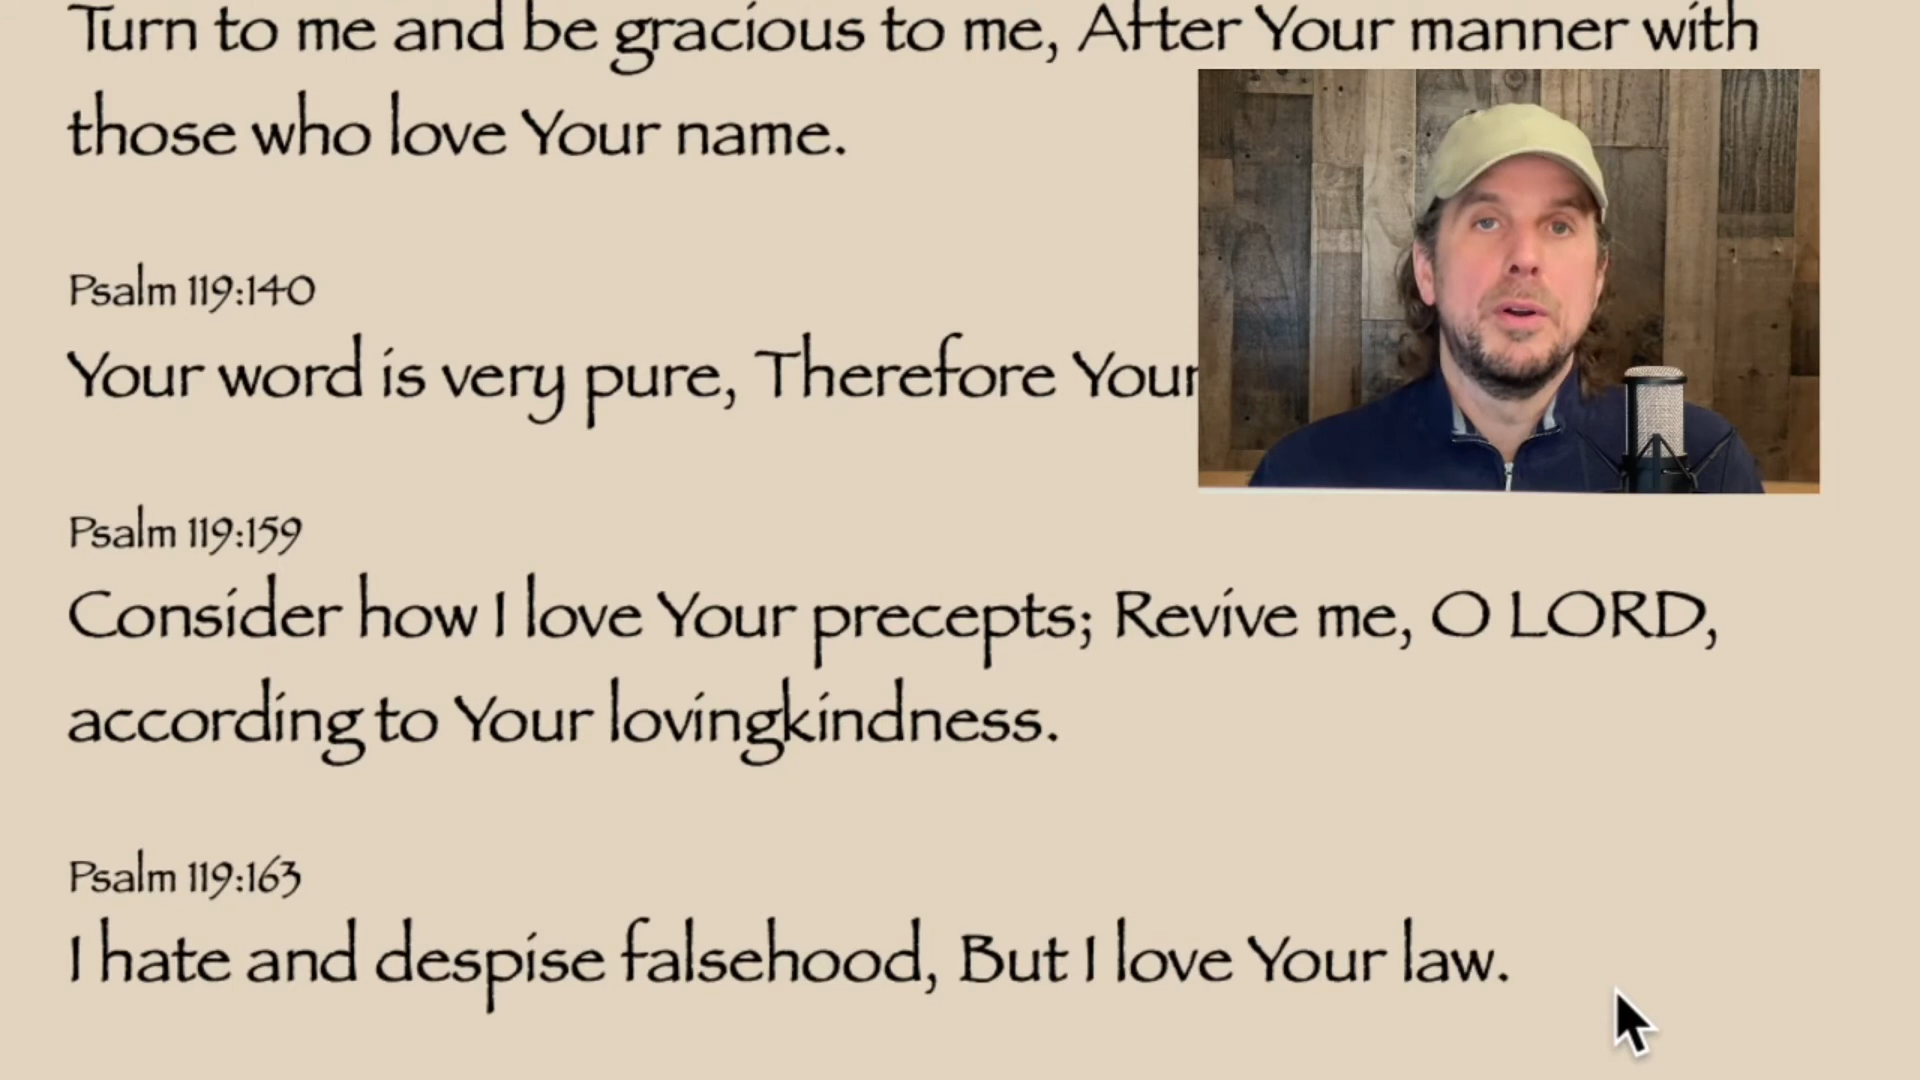 Turn to me and be gracious to me, After Your manner with
those who love Your name.
Psalm 119:140
Your word is very pure, Therefore Your
Psalm 119:159
Consider how I love Your precepts; Revive me, O LORD,
according to Your lovingkindness.
Psalm 119:163
I hate and despise falsehood, But I love Your law.